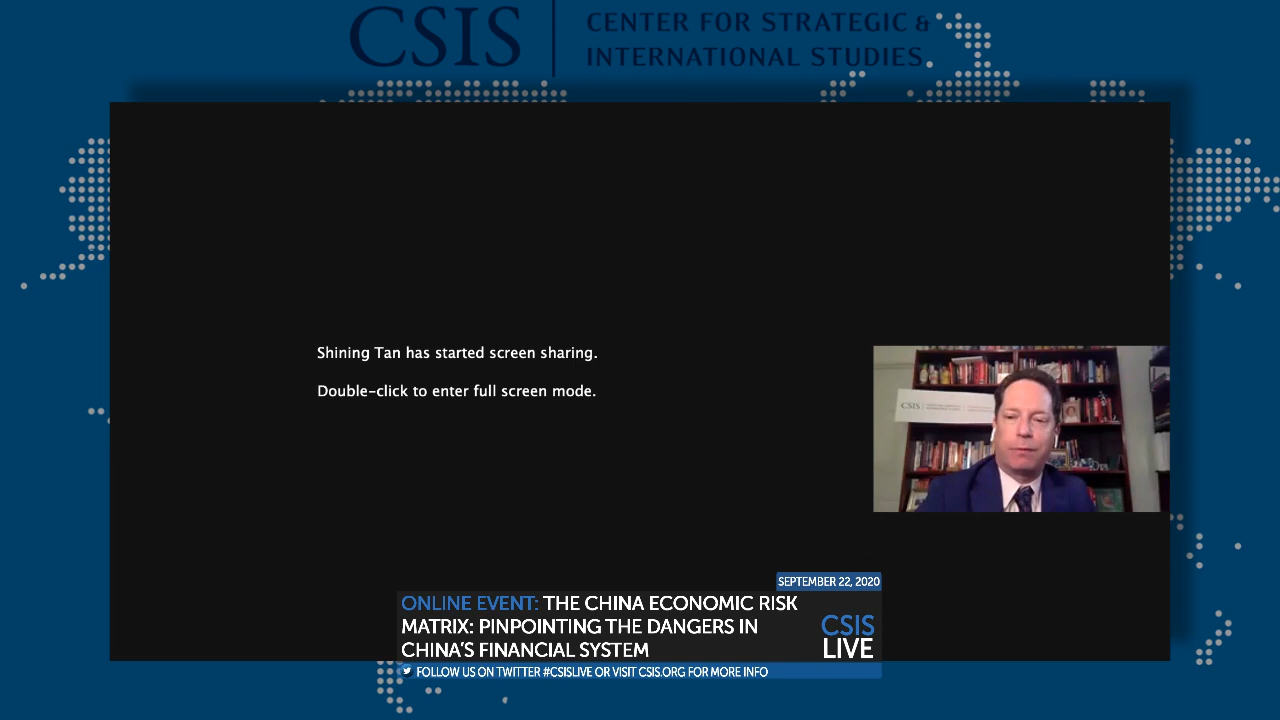 CSIS
CENTER FOR STRATEGIC &
INTERNATIONAL STUDIES
Shining Tan has started screen sharing.
Double-click to enter full screen mode.
CSIS
SEPTEMBER 22, 2020
ONLINE EVENT: THE CHINA ECONOMIC RISK
MATRIX: PINPOINTING THE DANGERS IN
CHINA'S FINANCIAL SYSTEM
CSIS
LIVE
FOLLOW US ON TWITTER #CSISLIVE OR VISIT CSIS.ORG FOR MORE INFO